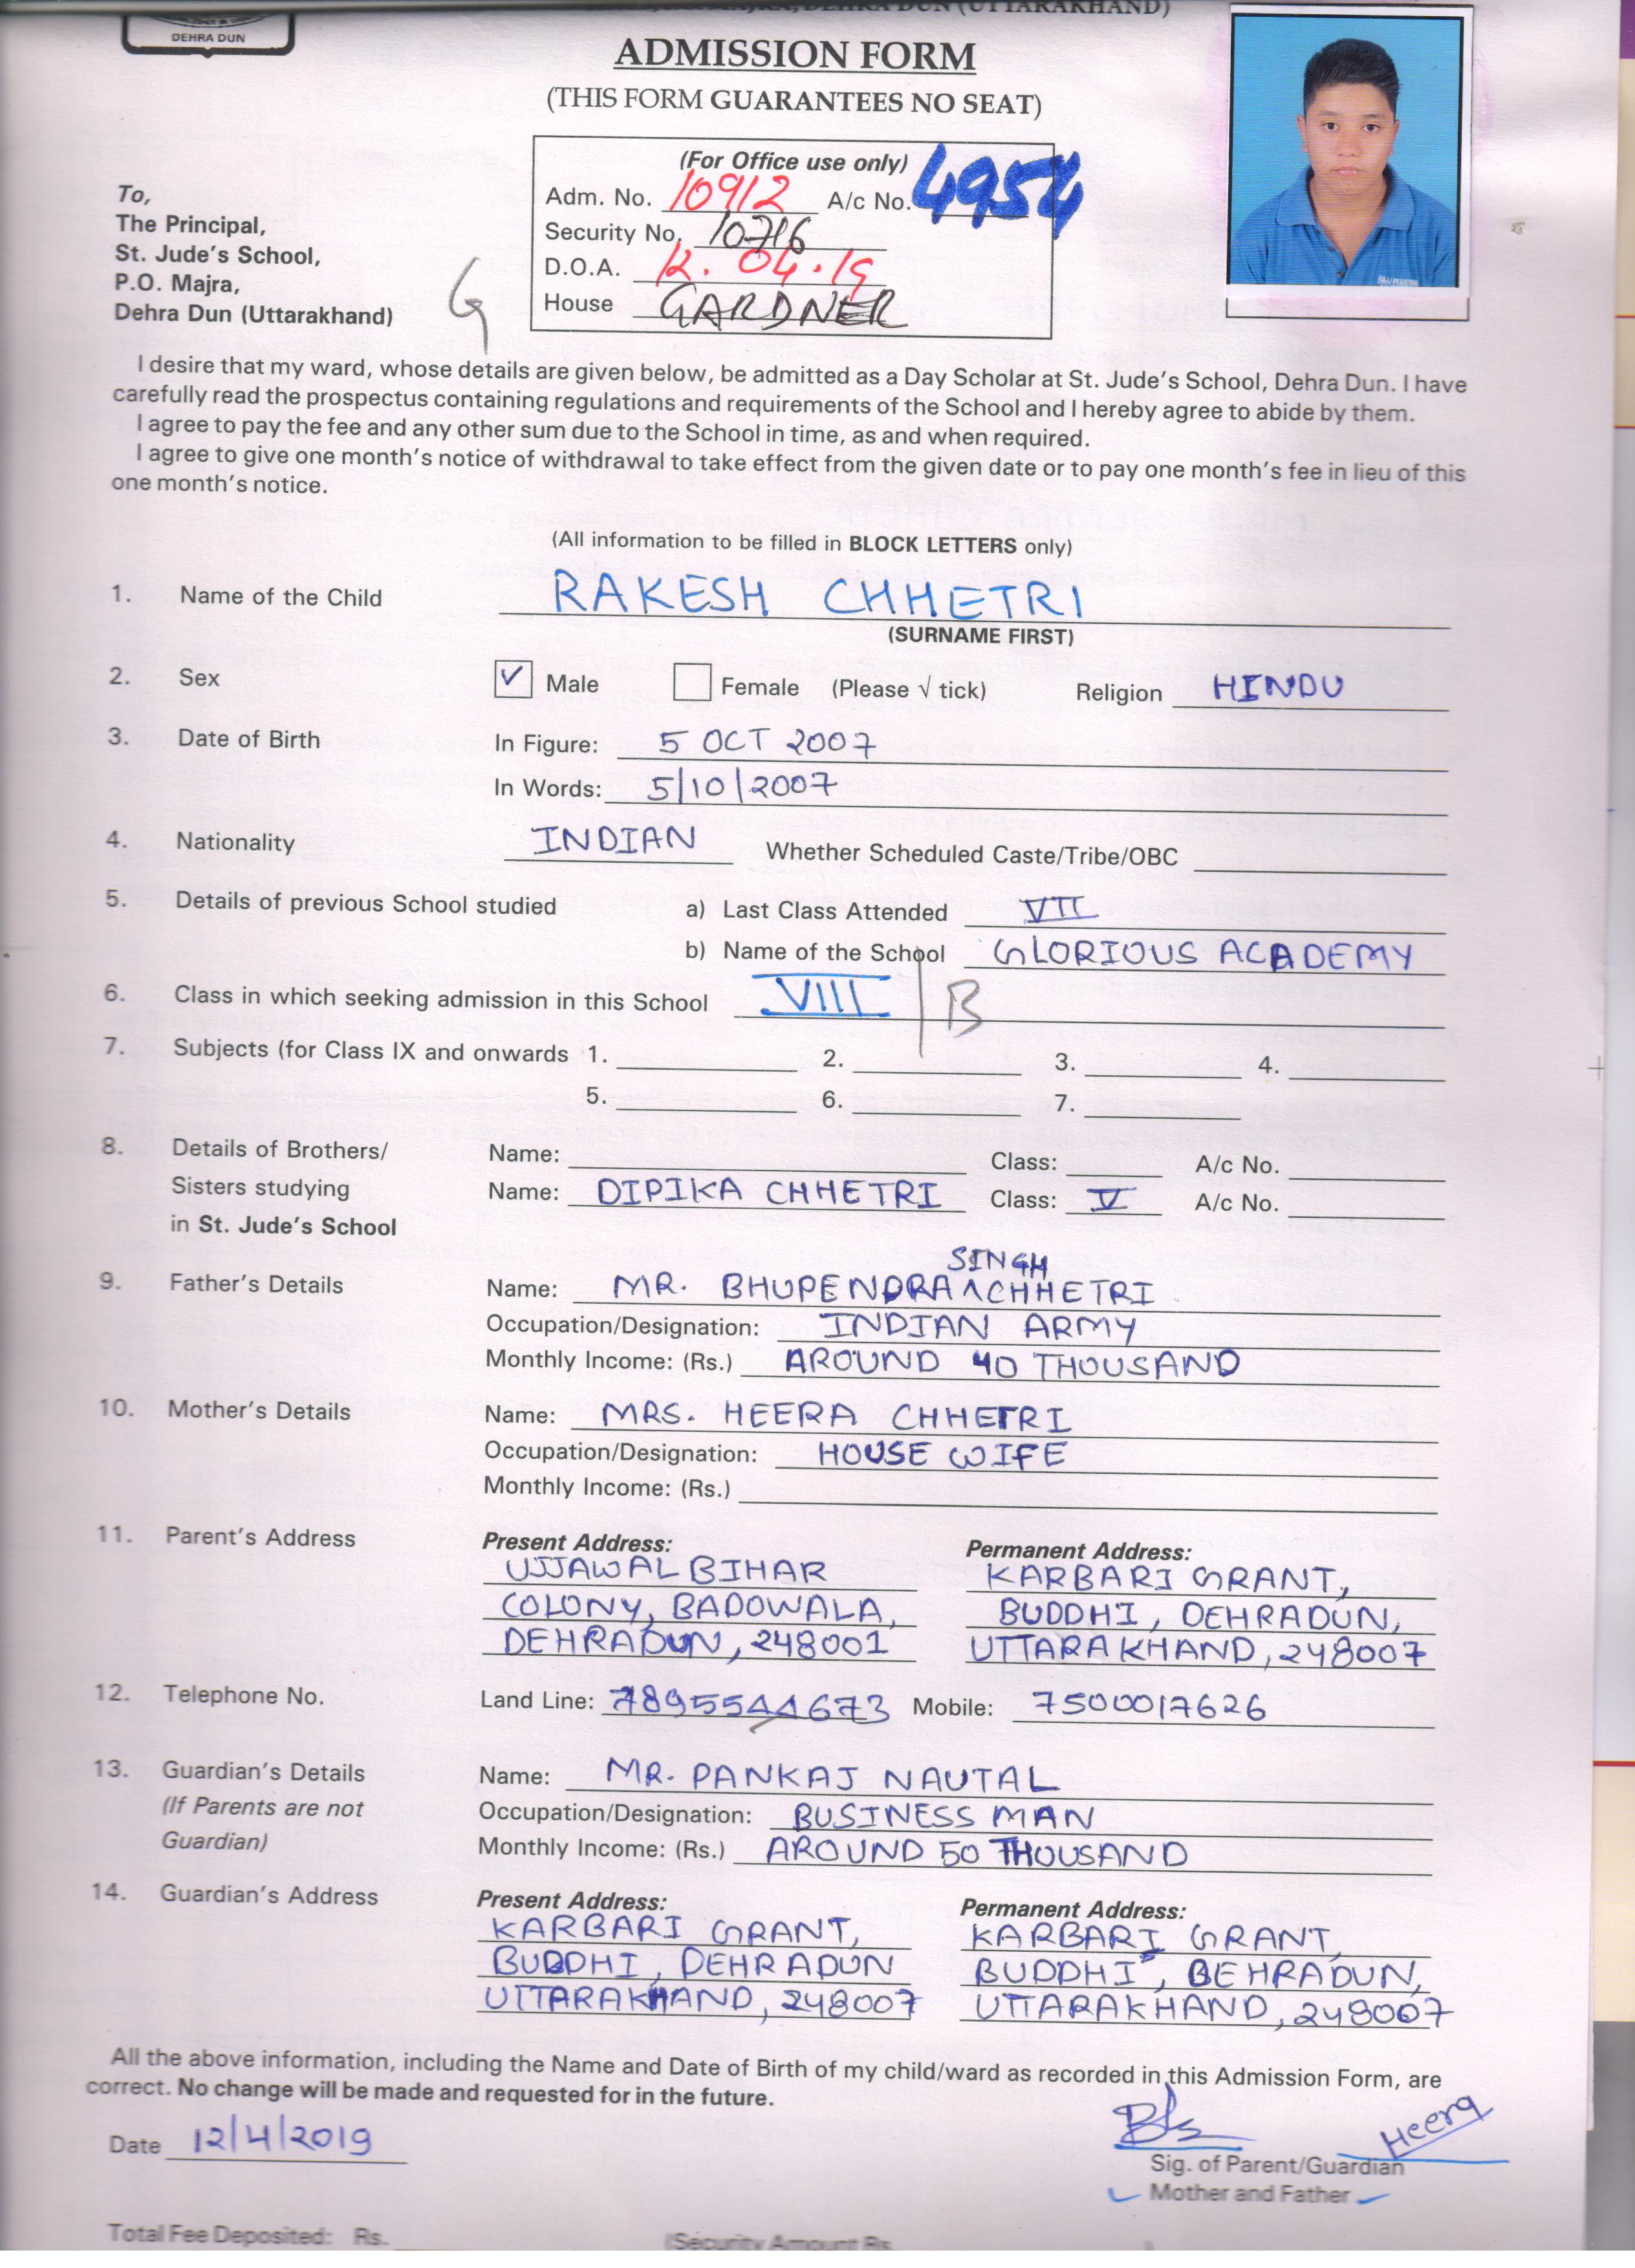 DEHRA DUN (UTTARAKHAND)
DEHRA DUN
ADMISSION FORM
(THIS FORM GUARANTEES NO SEAT)
(For Office use only)
Adm. No. 10912 A/c No. 4954
Security No. 10716
D.O.A. 12.04.19
House GARDNER
To,
The Principal,
St. Jude's School,
P.O. Majra,
Dehra Dun (Uttarakhand)
G
I desire that my ward, whose details are given below, be admitted as a Day Scholar at St. Jude's School, Dehra Dun. I have
carefully read the prospectus containing regulations and requirements of the School and I hereby agree to abide by them.
I agree to pay the fee and any other sum due to the School in time, as and when required.
I agree to give one month's notice of withdrawal to take effect from the given date or to pay one month's fee in lieu of this
one month's notice.
(All information to be filled in BLOCK LETTERS only)
1. Name of the Child RAKESH CHHETRI
(SURNAME FIRST)
2. Sex ✓ Male Female (Please √ tick) Religion HINDU
3. Date of Birth In Figure: 5 OCT 2007
In Words: 5/10/2007
4. Nationality INDIAN Whether Scheduled Caste/Tribe/OBC
5. Details of previous School studied a) Last Class Attended VII
b) Name of the School GLORIOUS ACADEMY
6. Class in which seeking admission in this School VIII | B
7. Subjects (for Class IX and onwards 1. 2. 3. 4.
5. 6. 7.
8. Details of Brothers/ Name: Class: A/c No.
Sisters studying Name: DIPIKA CHHETRI Class: V A/c No.
in St. Jude's School
SINGH
9. Father's Details Name: MR. BHUPENDRA ^ CHHETRI
Occupation/Designation: INDIAN ARMY
Monthly Income: (Rs.) AROUND 40 THOUSAND
10. Mother's Details Name: MRS. HEERA CHHETRI
Occupation/Designation: HOUSE WIFE
Monthly Income: (Rs.)
11. Parent's Address Present Address: Permanent Address:
UJJAWAL BIHAR KARBARI GRANT,
COLONY, BADOWALA, BUDDHI, DEHRADUN,
DEHRADUN, 248001 UTTARAKHAND, 248007
12. Telephone No. Land Line: 7895544673 Mobile: 7500017626
13. Guardian's Details Name: MR. PANKAJ NAUTAL
(If Parents are not Occupation/Designation: BUSINESS MAN
Guardian) Monthly Income: (Rs.) AROUND 50 THOUSAND
14. Guardian's Address Present Address: Permanent Address:
KARBARI GRANT, KARBARI GRANT,
BUDDHI, DEHRADUN BUDDHI, DEHRADUN,
UTTARAKHAND, 248007 UTTARAKHAND, 248007
All the above information, including the Name and Date of Birth of my child/ward as recorded in this Admission Form, are
correct. No change will be made and requested for in the future.
Date 12/4/2019 Heera
Sig. of Parent/Guardian
Mother and Father
Total Fee Deposited: Rs. (Security Amount Rs.